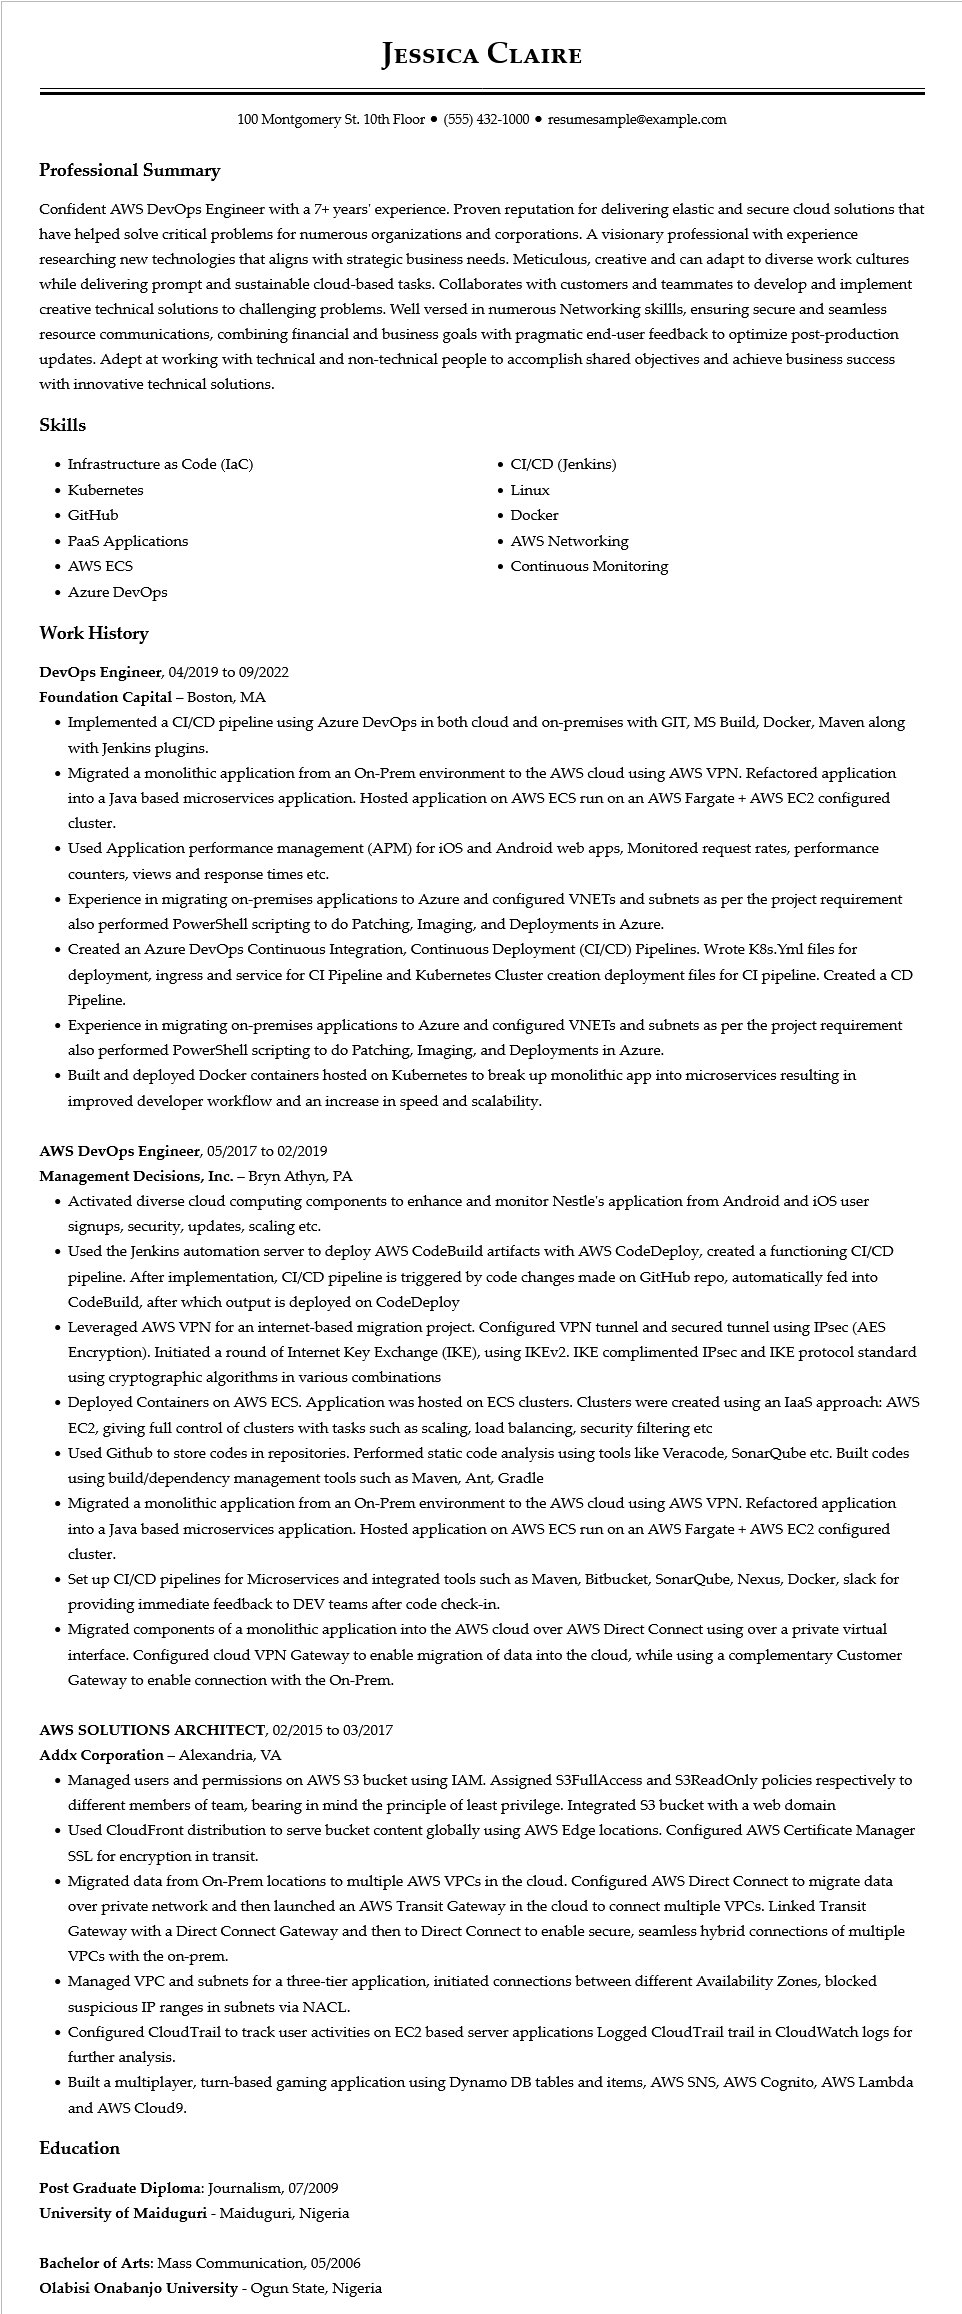 Jessica Claire
100 Montgomery St. 10th Floor ● (555) 432-1000 ● resumesample@example.com
Professional Summary
Confident AWS DevOps Engineer with a 7+ years' experience. Proven reputation for delivering elastic and secure cloud solutions that
have helped solve critical problems for numerous organizations and corporations. A visionary professional with experience
researching new technologies that aligns with strategic business needs. Meticulous, creative and can adapt to diverse work cultures
while delivering prompt and sustainable cloud-based tasks. Collaborates with customers and teammates to develop and implement
creative technical solutions to challenging problems. Well versed in numerous Networking skillls, ensuring secure and seamless
resource communications, combining financial and business goals with pragmatic end-user feedback to optimize post-production
updates. Adept at working with technical and non-technical people to accomplish shared objectives and achieve business success
with innovative technical solutions.
Skills
• Infrastructure as Code (IaC)
• Kubernetes
• GitHub
• PaaS Applications
• AWS ECS
• Azure DevOps
• CI/CD (Jenkins)
• Linux
• Docker
• AWS Networking
• Continuous Monitoring
Work History
DevOps Engineer, 04/2019 to 09/2022
Foundation Capital – Boston, MA
• Implemented a CI/CD pipeline using Azure DevOps in both cloud and on-premises with GIT, MS Build, Docker, Maven along
with Jenkins plugins.
• Migrated a monolithic application from an On-Prem environment to the AWS cloud using AWS VPN. Refactored application
into a Java based microservices application. Hosted application on AWS ECS run on an AWS Fargate + AWS EC2 configured
cluster.
• Used Application performance management (APM) for iOS and Android web apps, Monitored request rates, performance
counters, views and response times etc.
• Experience in migrating on-premises applications to Azure and configured VNETs and subnets as per the project requirement
also performed PowerShell scripting to do Patching, Imaging, and Deployments in Azure.
• Created an Azure DevOps Continuous Integration, Continuous Deployment (CI/CD) Pipelines. Wrote K8s.Yml files for
deployment, ingress and service for CI Pipeline and Kubernetes Cluster creation deployment files for CI pipeline. Created a CD
Pipeline.
• Experience in migrating on-premises applications to Azure and configured VNETs and subnets as per the project requirement
also performed PowerShell scripting to do Patching, Imaging, and Deployments in Azure.
• Built and deployed Docker containers hosted on Kubernetes to break up monolithic app into microservices resulting in
improved developer workflow and an increase in speed and scalability.
AWS DevOps Engineer, 05/2017 to 02/2019
Management Decisions, Inc. – Bryn Athyn, PA
• Activated diverse cloud computing components to enhance and monitor Nestle's application from Android and iOS user
signups, security, updates, scaling etc.
• Used the Jenkins automation server to deploy AWS CodeBuild artifacts with AWS CodeDeploy, created a functioning CI/CD
pipeline. After implementation, CI/CD pipeline is triggered by code changes made on GitHub repo, automatically fed into
CodeBuild, after which output is deployed on CodeDeploy
• Leveraged AWS VPN for an internet-based migration project. Configured VPN tunnel and secured tunnel using IPsec (AES
Encryption). Initiated a round of Internet Key Exchange (IKE), using IKEv2. IKE complimented IPsec and IKE protocol standard
using cryptographic algorithms in various combinations
• Deployed Containers on AWS ECS. Application was hosted on ECS clusters. Clusters were created using an IaaS approach: AWS
EC2, giving full control of clusters with tasks such as scaling, load balancing, security filtering etc
• Used Github to store codes in repositories. Performed static code analysis using tools like Veracode, SonarQube etc. Built codes
using build/dependency management tools such as Maven, Ant, Gradle
• Migrated a monolithic application from an On-Prem environment to the AWS cloud using AWS VPN. Refactored application
into a Java based microservices application. Hosted application on AWS ECS run on an AWS Fargate + AWS EC2 configured
cluster.
• Set up CI/CD pipelines for Microservices and integrated tools such as Maven, Bitbucket, SonarQube, Nexus, Docker, slack for
providing immediate feedback to DEV teams after code check-in.
• Migrated components of a monolithic application into the AWS cloud over AWS Direct Connect using over a private virtual
interface. Configured cloud VPN Gateway to enable migration of data into the cloud, while using a complementary Customer
Gateway to enable connection with the On-Prem.
AWS SOLUTIONS ARCHITECT, 02/2015 to 03/2017
Addx Corporation – Alexandria, VA
• Managed users and permissions on AWS S3 bucket using IAM. Assigned S3FullAccess and S3ReadOnly policies respectively to
different members of team, bearing in mind the principle of least privilege. Integrated S3 bucket with a web domain
• Used CloudFront distribution to serve bucket content globally using AWS Edge locations. Configured AWS Certificate Manager
SSL for encryption in transit.
• Migrated data from On-Prem locations to multiple AWS VPCs in the cloud. Configured AWS Direct Connect to migrate data
over private network and then launched an AWS Transit Gateway in the cloud to connect multiple VPCs. Linked Transit
Gateway with a Direct Connect Gateway and then to Direct Connect to enable secure, seamless hybrid connections of multiple
VPCs with the on-prem.
• Managed VPC and subnets for a three-tier application, initiated connections between different Availability Zones, blocked
suspicious IP ranges in subnets via NACL.
• Configured CloudTrail to track user activities on EC2 based server applications Logged CloudTrail trail in CloudWatch logs for
further analysis.
• Built a multiplayer, turn-based gaming application using Dynamo DB tables and items, AWS SNS, AWS Cognito, AWS Lambda
and AWS Cloud9.
Education
Post Graduate Diploma: Journalism, 07/2009
University of Maiduguri - Maiduguri, Nigeria
Bachelor of Arts: Mass Communication, 05/2006
Olabisi Onabanjo University - Ogun State, Nigeria